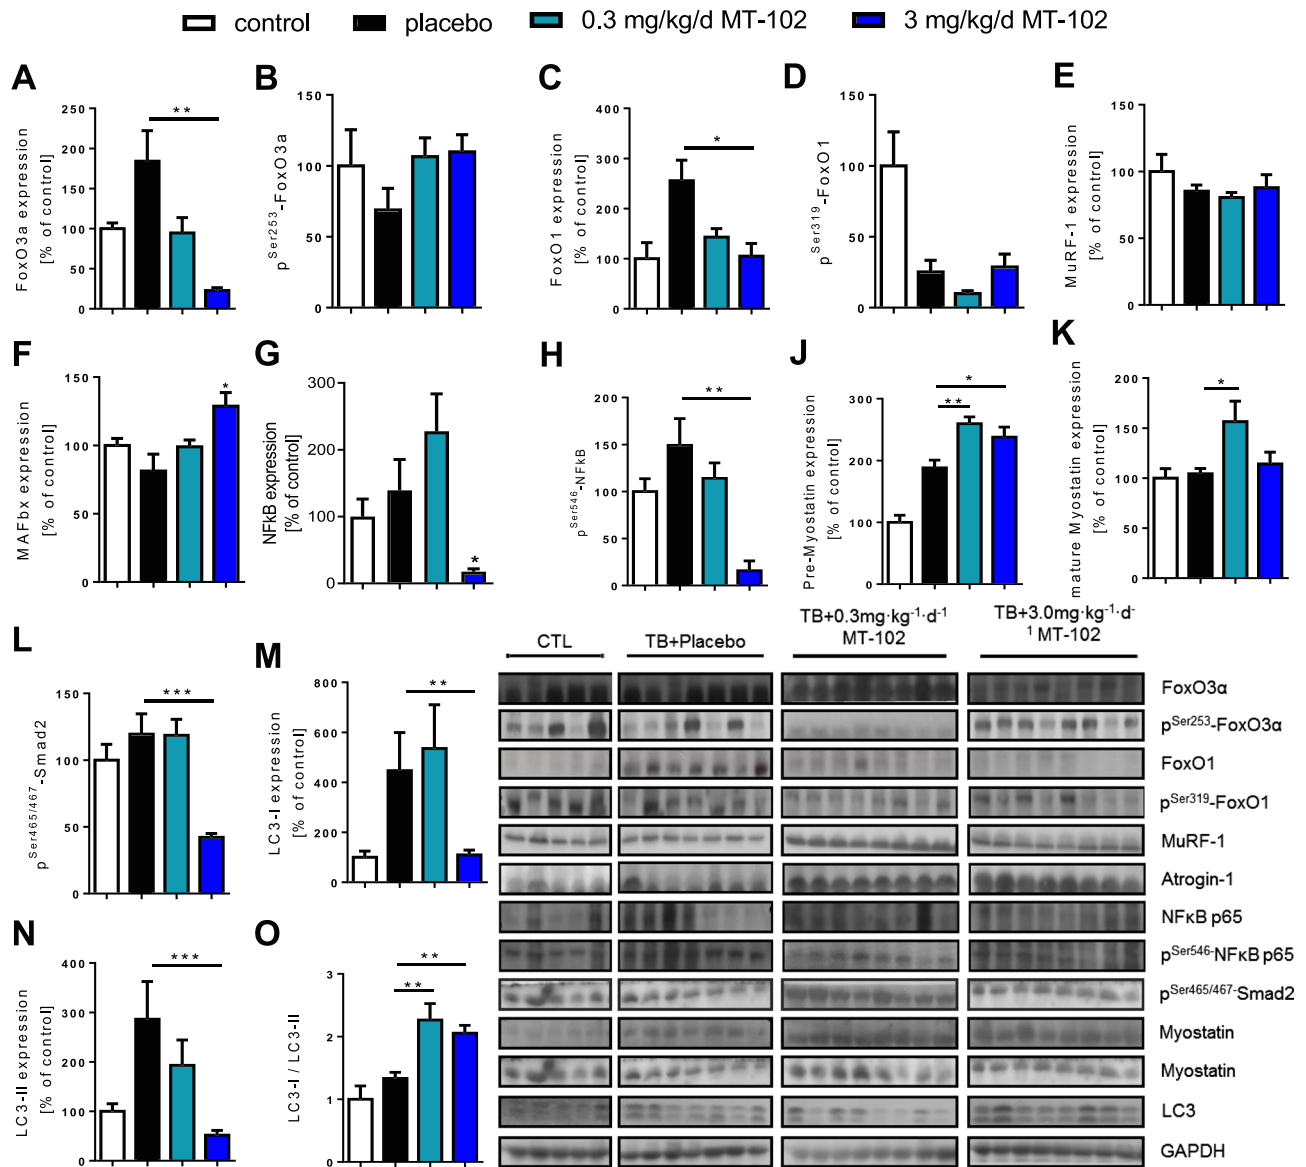 control placebo 0.3 mg/kg/d MT-102 3 mg/kg/d MT-102
A
FoxO3a expression
[% of control]
250
200
150
100
50
0
**
B
p^Ser253-FoxO3a
150
100
50
0
C
FoxO1 expression
[% of control]
400
300
200
100
0
*
D
p^Ser319-FoxO1
150
100
50
0
E
MuRF-1 expression
[% of control]
150
100
50
0
F
MAFbx expression
[% of control]
150
100
50
0
*
G
NFkB expression
[% of control]
300
200
100
0
*
H
p^Ser546-NFkB
200
150
100
50
0
**
J
Pre-Myostatin expression
[% of control]
300
200
100
0
*
**
K
mature Myostatin expression
[% of control]
200
150
100
50
0
*
L
p^Ser465/467-Smad2
150
100
50
0
***
M
LC3-I expression
[% of control]
800
600
400
200
0
**
N
LC3-II expression
[% of control]
400
300
200
100
0
***
O
LC3-I / LC3-II
3
2
1
0
**
**
CTL
TB+Placebo
TB+0.3mg·kg⁻¹·d⁻¹
MT-102
TB+3.0mg·kg⁻¹·d⁻
¹ MT-102
FoxO3α
p^Ser253-FoxO3α
FoxO1
p^Ser319-FoxO1
MuRF-1
Atrogin-1
NFκB p65
p^Ser546-NFκB p65
p^Ser465/467-Smad2
Myostatin
Myostatin
LC3
GAPDH